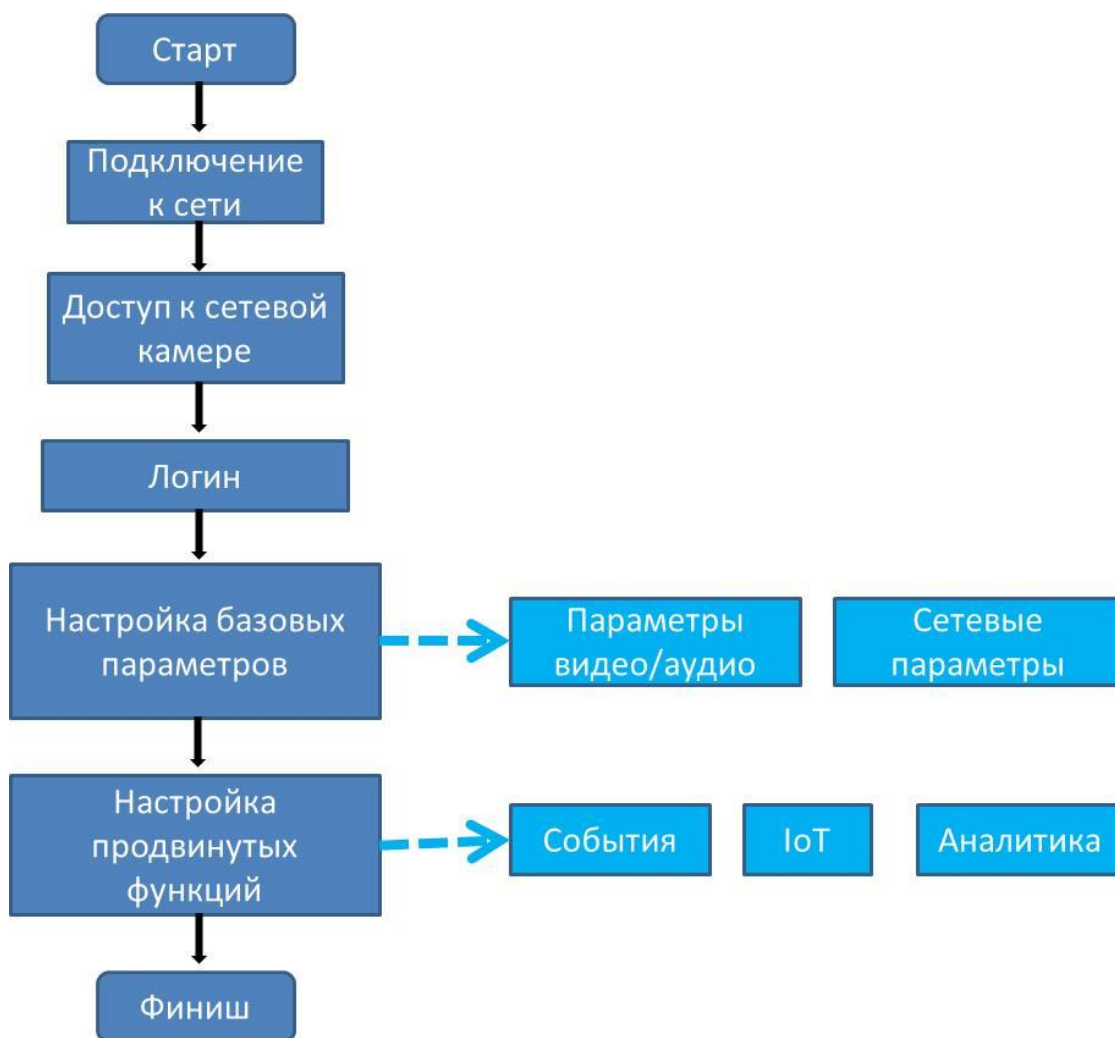 Старт
Подключение
к сети
Доступ к сетевой
камере
Логин
Настройка базовых
параметров
Параметры
видео/аудио
Сетевые
параметры
Настройка
продвинутых
функций
События
IoT
Аналитика
Финиш